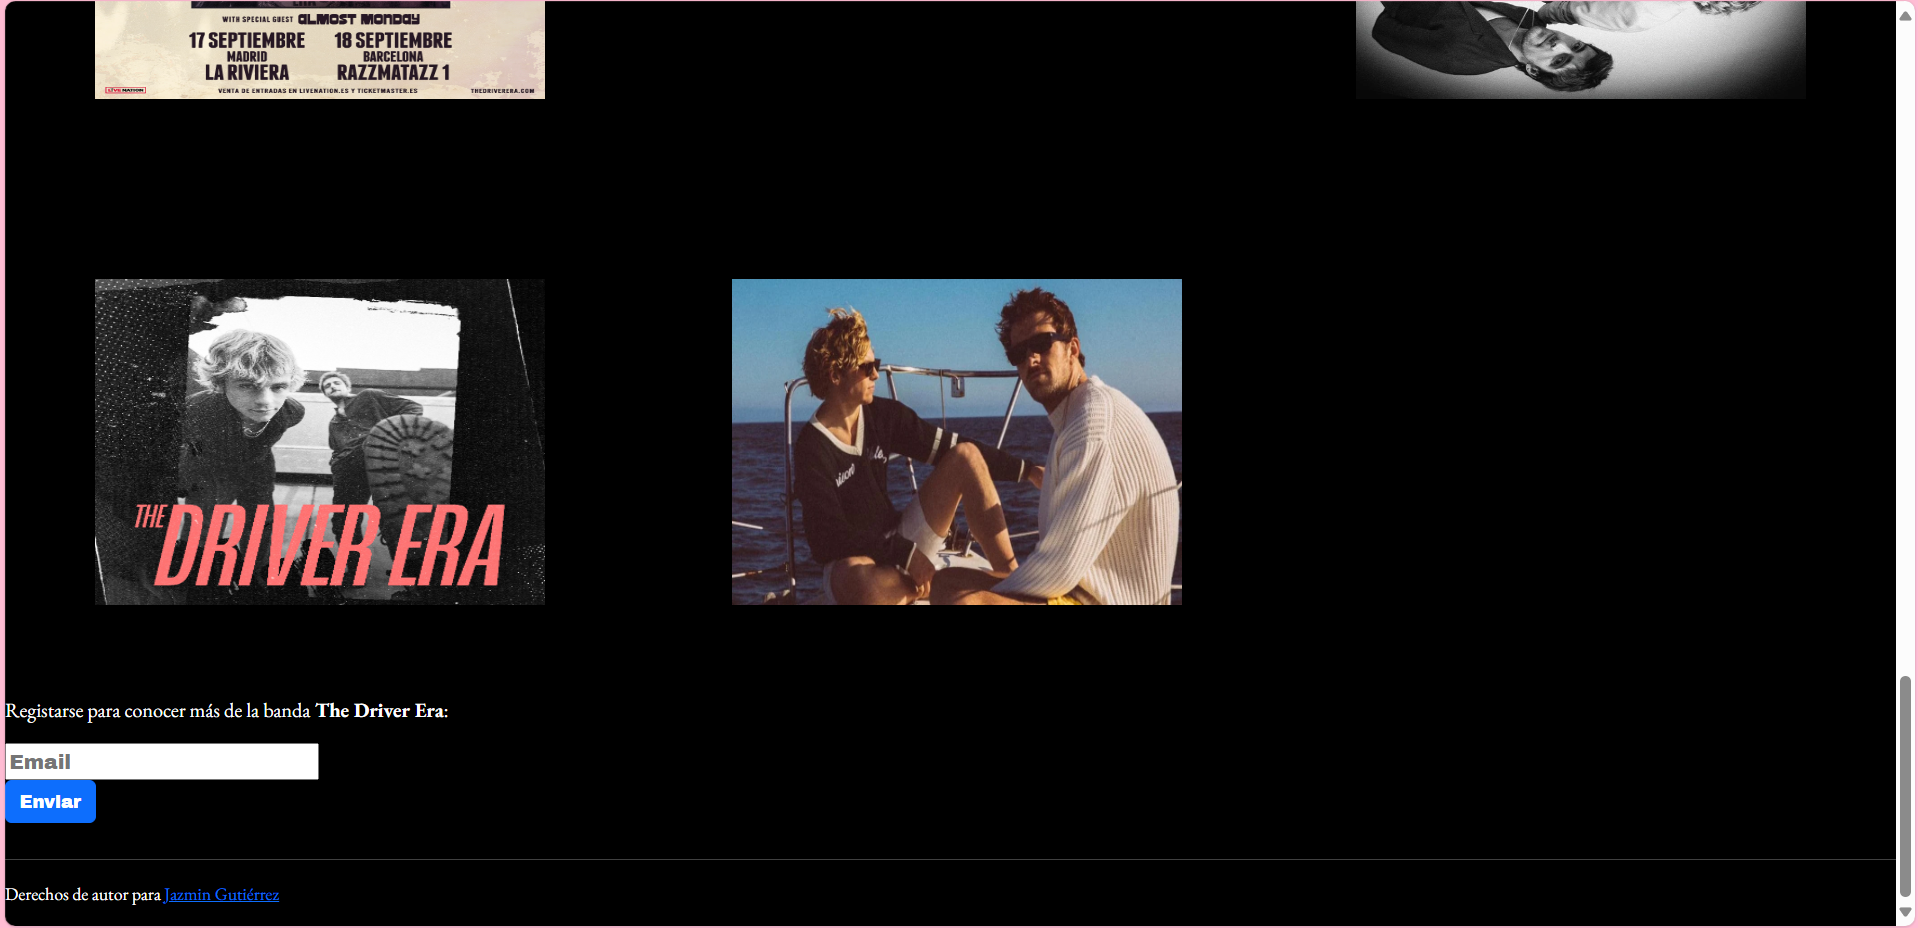 WITH SPECIAL GUEST ALMOST MONDAY
17 SEPTIEMBRE
MADRID
LA RIVIERA
18 SEPTIEMBRE
BARCELONA
RAZZMATAZZ 1
LIVE NATION
VENTA DE ENTRADAS EN LIVENATION.ES Y TICKETMASTER.ES
THEDRIVERERA.COM
THE DRIVER ERA
Registarse para conocer más de la banda The Driver Era:
Email
Enviar
Derechos de autor para Jazmin Gutiérrez